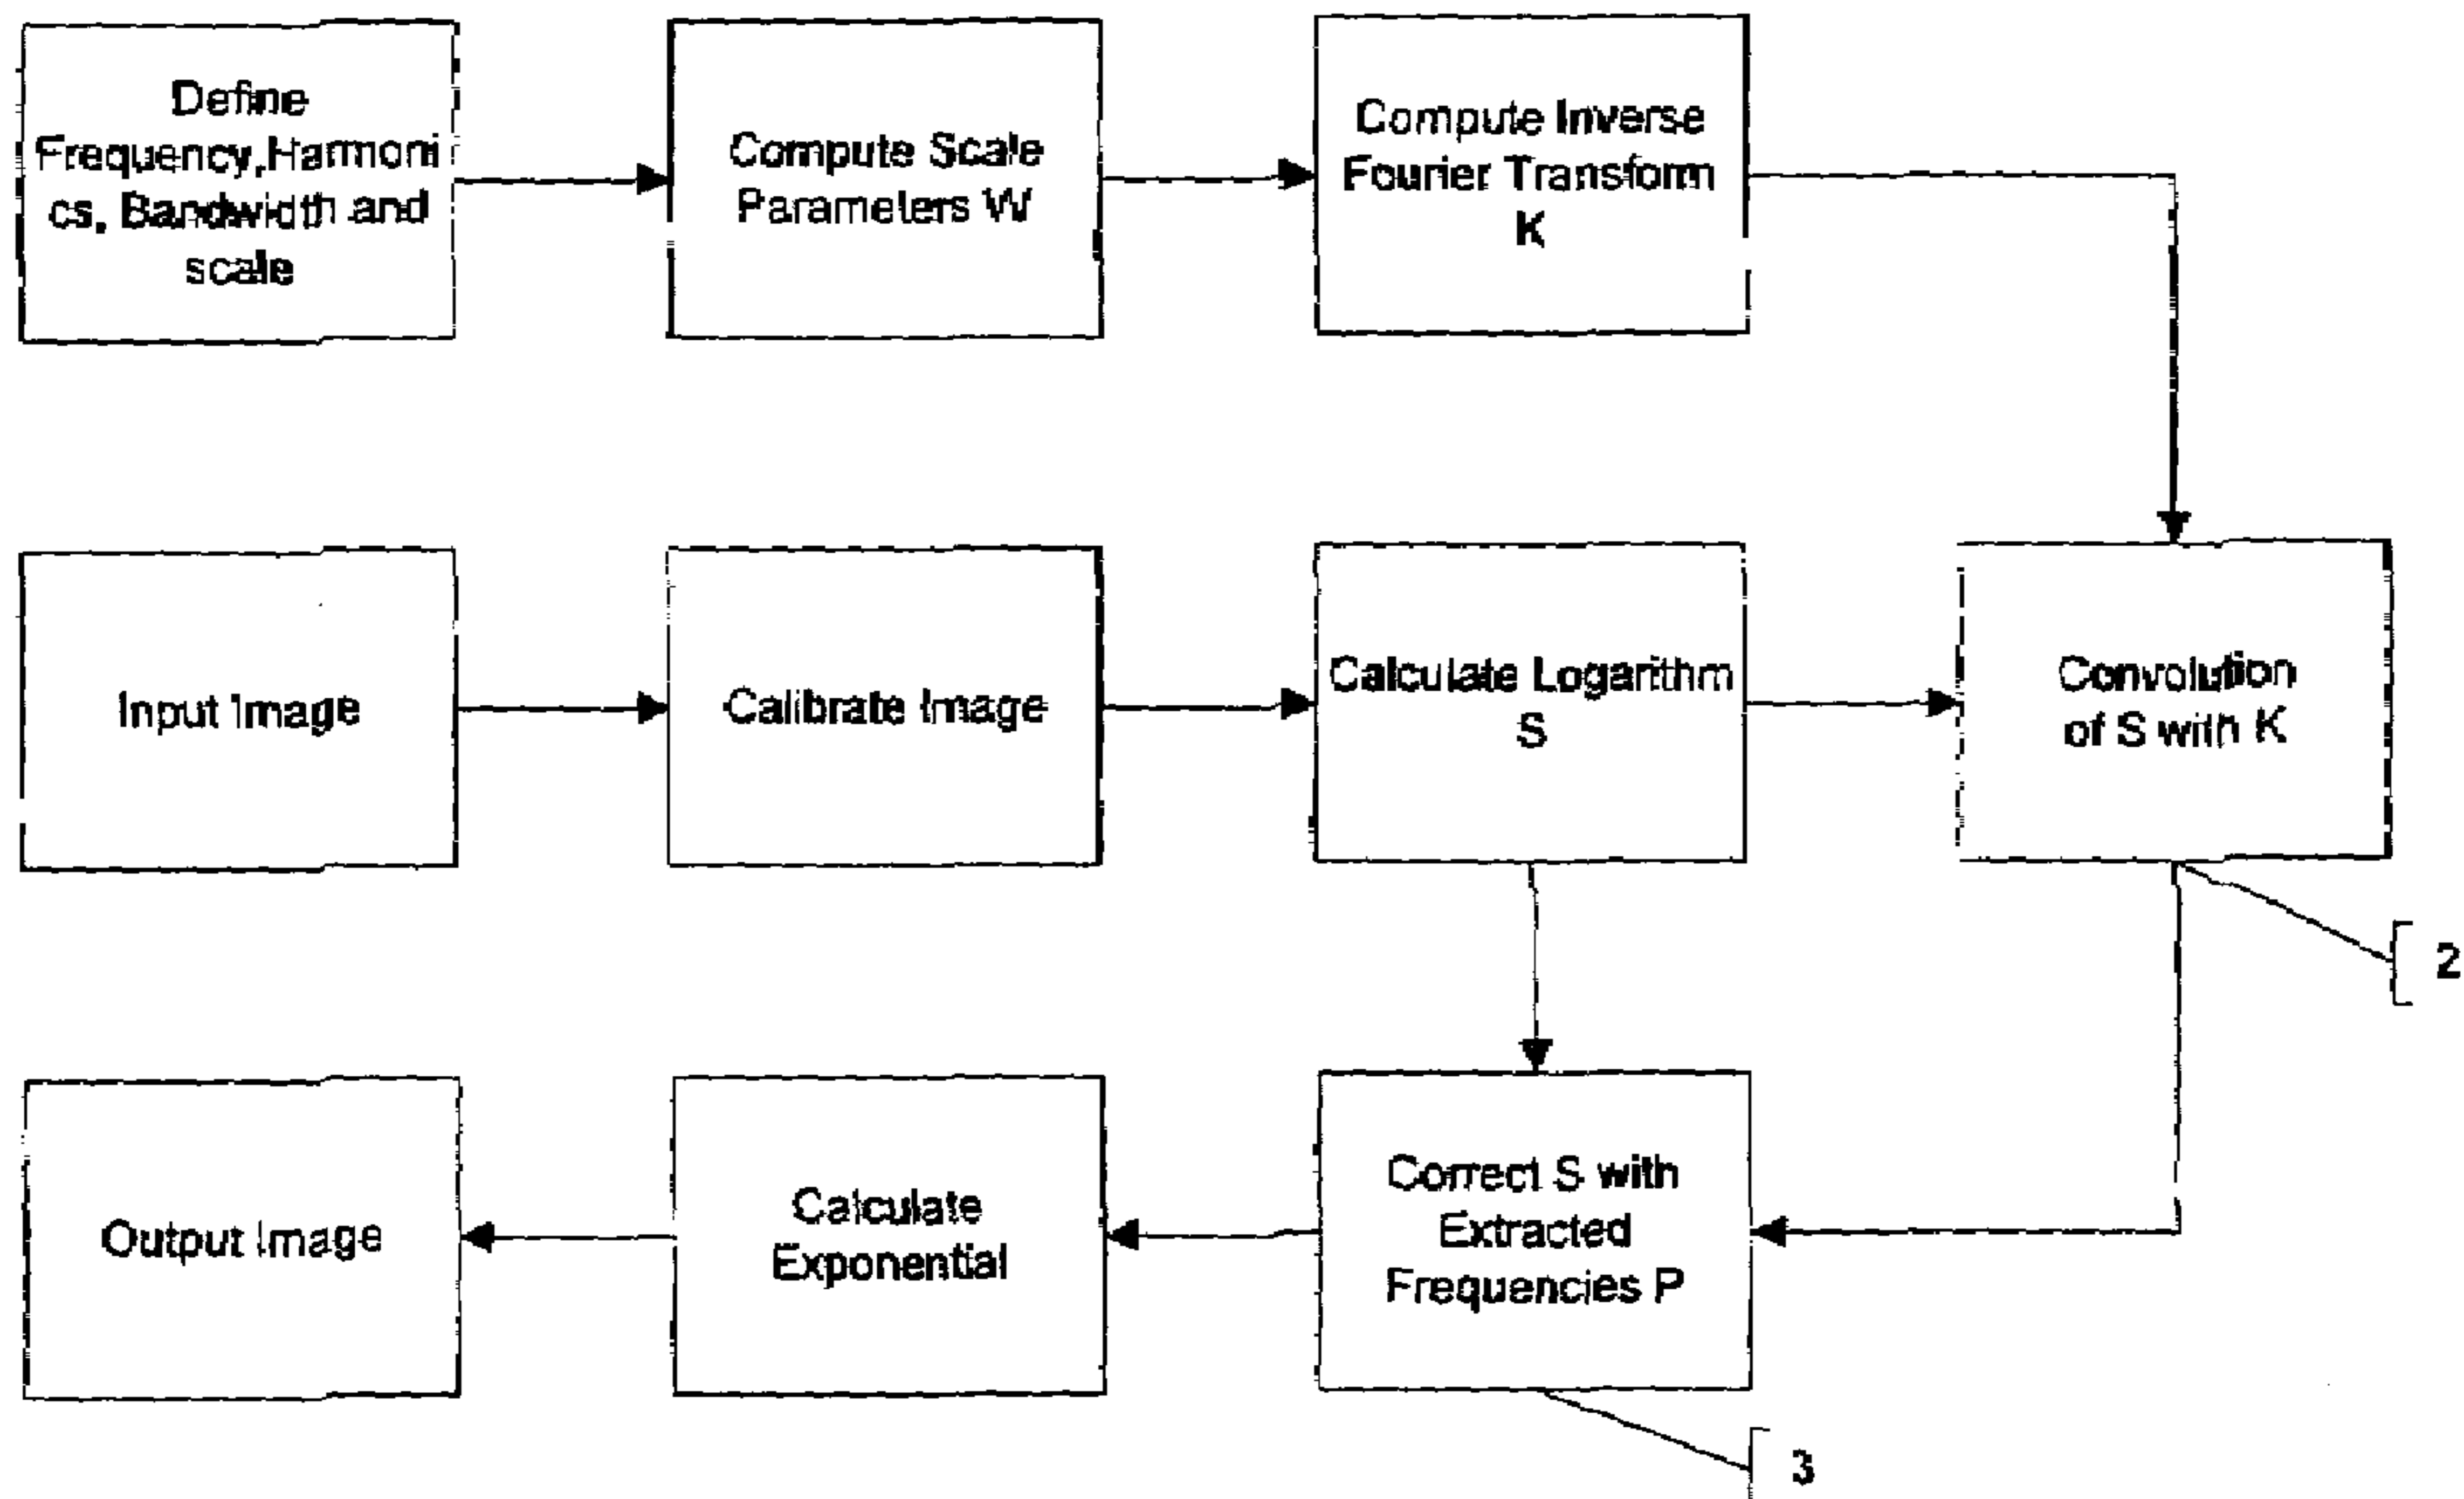 Define
Frequency,Harmoni
cs, Bandwidth and
scale
Compute Scale
Parameters W
Compute Inverse
Fourier Transform
K
Input Image
Calibrate Image
Calculate Logarithm
S
Convolution
of S with K
2
Output Image
Calculate
Exponential
Correct S with
Extracted
Frequencies P
3